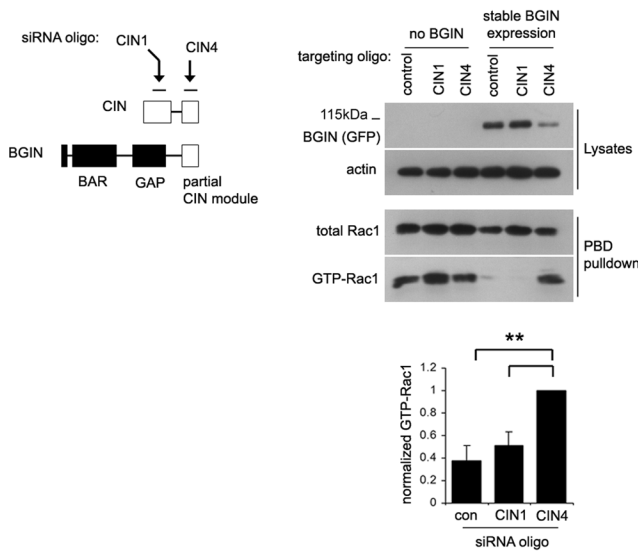 siRNA oligo: CIN1 CIN4
CIN
BGIN
BAR GAP partial
CIN module
stable BGIN
no BGIN expression
targeting oligo: control CIN1 CIN4 control CIN1 CIN4
115kDa
BGIN (GFP)
actin
Lysates
total Rac1
GTP-Rac1
PBD
pulldown
**
normalized GTP-Rac1
1.2
1
0.8
0.6
0.4
0.2
0
con CIN1 CIN4
siRNA oligo